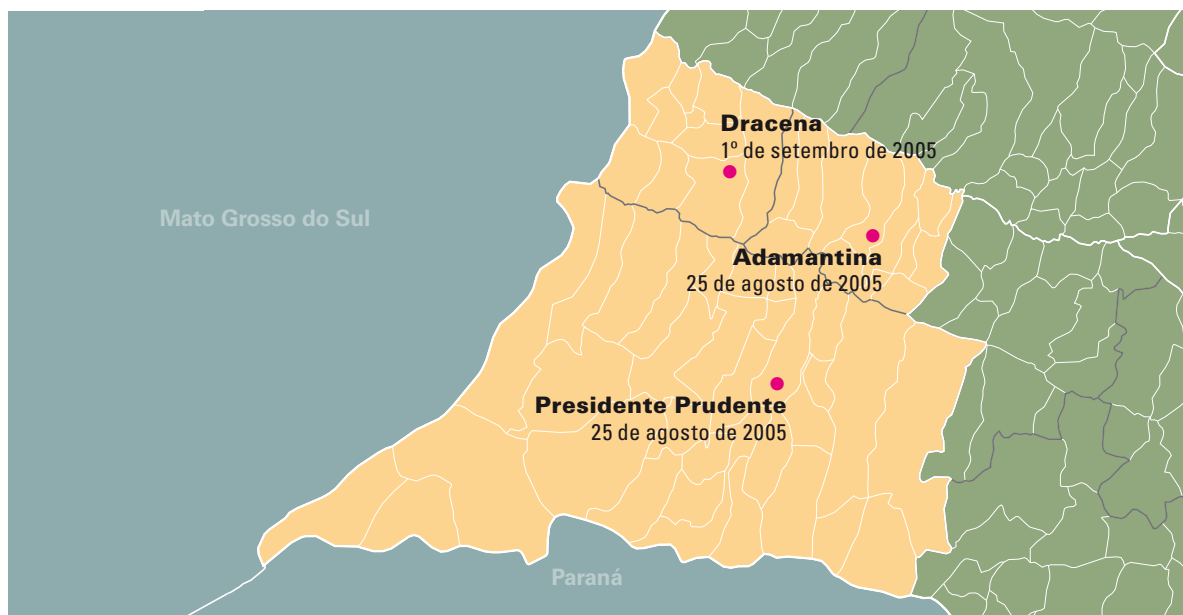 Dracena
1º de setembro de 2005
Mato Grosso do Sul
Adamantina
25 de agosto de 2005
Presidente Prudente
25 de agosto de 2005
Paraná